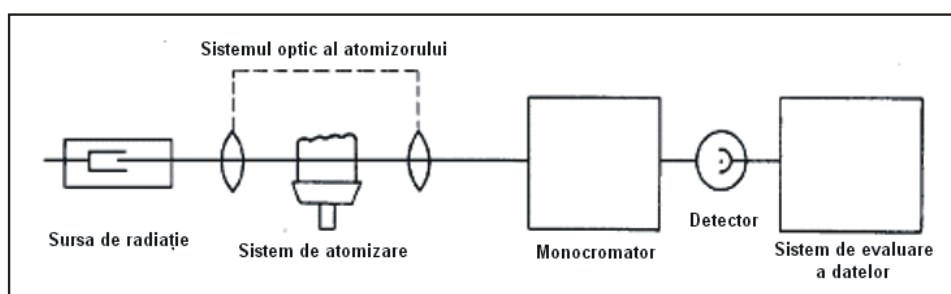 Sistemul optic al atomizorului
Sursa de radiație
Sistem de atomizare
Monocromator
Detector
Sistem de evaluare
a datelor